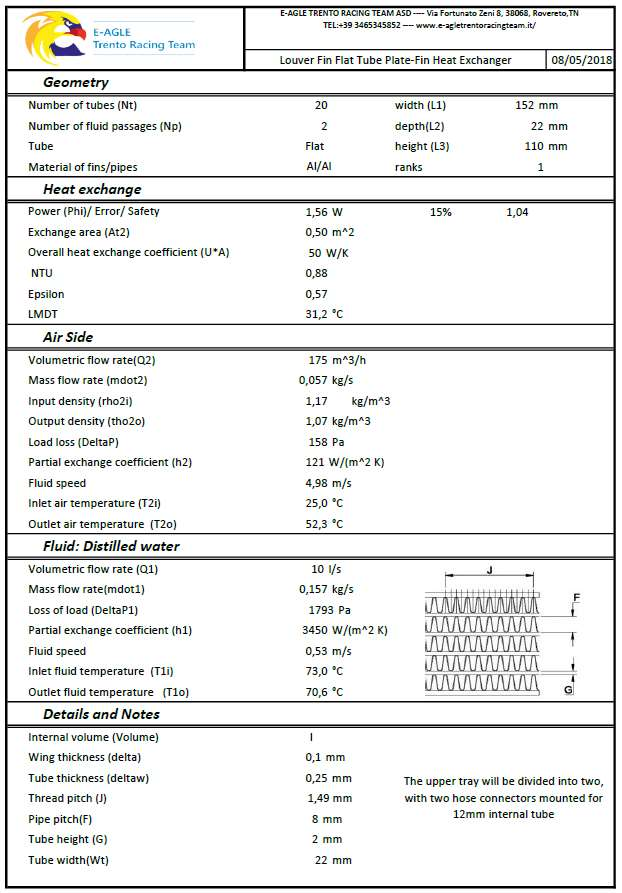 E-AGLE TRENTO RACING TEAM ASD ---- Via Fortunato Zeni 8, 38068, Rovereto,TN
TEL:+39 3465345852 ---- www.e-agletrentoracingteam.it/
E-AGLE
Trento Racing Team
Louver Fin Flat Tube Plate-Fin Heat Exchanger 08/05/2018
Geometry
Number of tubes (Nt) 20 width (L1) 152 mm
Number of fluid passages (Np) 2 depth(L2) 22 mm
Tube Flat height (L3) 110 mm
Material of fins/pipes Al/Al ranks 1
Heat exchange
Power (Phi)/ Error/ Safety 1,56 W 15% 1,04
Exchange area (At2) 0,50 m^2
Overall heat exchange coefficient (U*A) 50 W/K
NTU 0,88
Epsilon 0,57
LMDT 31,2 °C
Air Side
Volumetric flow rate(Q2) 175 m^3/h
Mass flow rate (mdot2) 0,057 kg/s
Input density (rho2i) 1,17 kg/m^3
Output density (tho2o) 1,07 kg/m^3
Load loss (DeltaP) 158 Pa
Partial exchange coefficient (h2) 121 W/(m^2 K)
Fluid speed 4,98 m/s
Inlet air temperature (T2i) 25,0 °C
Outlet air temperature (T2o) 52,3 °C
Fluid: Distilled water
Volumetric flow rate (Q1) 10 l/s
Mass flow rate(mdot1) 0,157 kg/s
Loss of load (DeltaP1) 1793 Pa
Partial exchange coefficient (h1) 3450 W/(m^2 K)
Fluid speed 0,53 m/s
Inlet fluid temperature (T1i) 73,0 °C
Outlet fluid temperature (T1o) 70,6 °C
J
F
G
Details and Notes
Internal volume (Volume) l
Wing thickness (delta) 0,1 mm
Tube thickness (deltaw) 0,25 mm
Thread pitch (J) 1,49 mm
Pipe pitch(F) 8 mm
Tube height (G) 2 mm
Tube width(Wt) 22 mm
The upper tray will be divided into two,
with two hose connectors mounted for
12mm internal tube